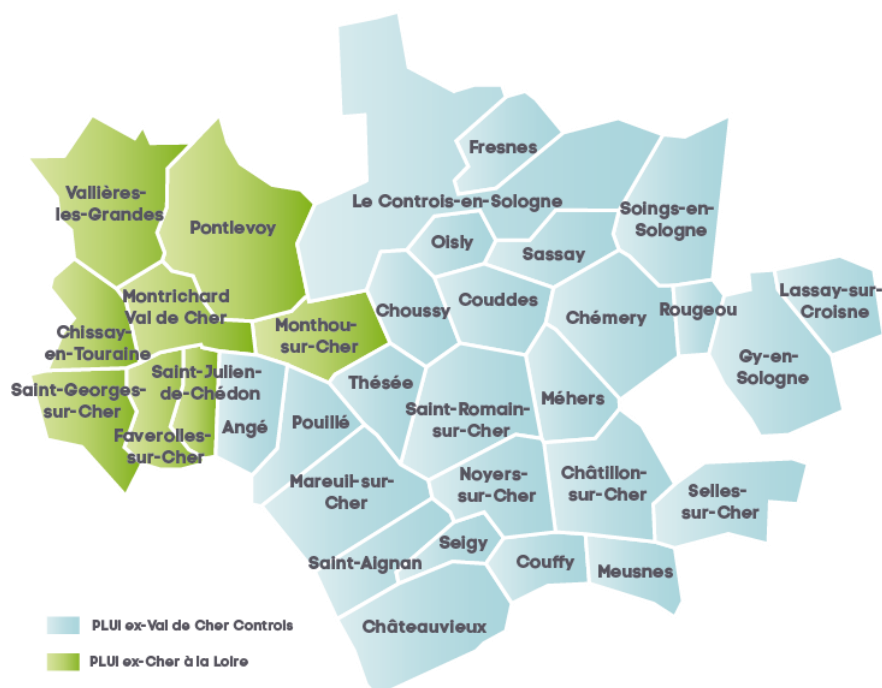 Fresnes
Vallières-
les-Grandes
Le Controis-en-Sologne
Soings-en-
Sologne
Pontlevoy
Oisly
Sassay
Montrichard
Val de Cher
Choussy
Couddes
Chémery
Rougeou
Lassay-sur-
Croisne
Chissay-
en-Touraine
Monthou-
sur-Cher
Gy-en-
Sologne
Saint-Georges-
sur-Cher
Saint-Julien-
de-Chédon
Thésée
Saint-Romain-
sur-Cher
Méhers
Faverolles-
sur-Cher
Angé
Pouillé
Mareuil-sur-
Cher
Noyers-
sur-Cher
Châtillon-
sur-Cher
Selles-
sur-Cher
Saint-Aignan
Seigy
Couffy
Meusnes
Châteauvieux
PLUI ex-Val de Cher Controis
PLUI ex-Cher à la Loire